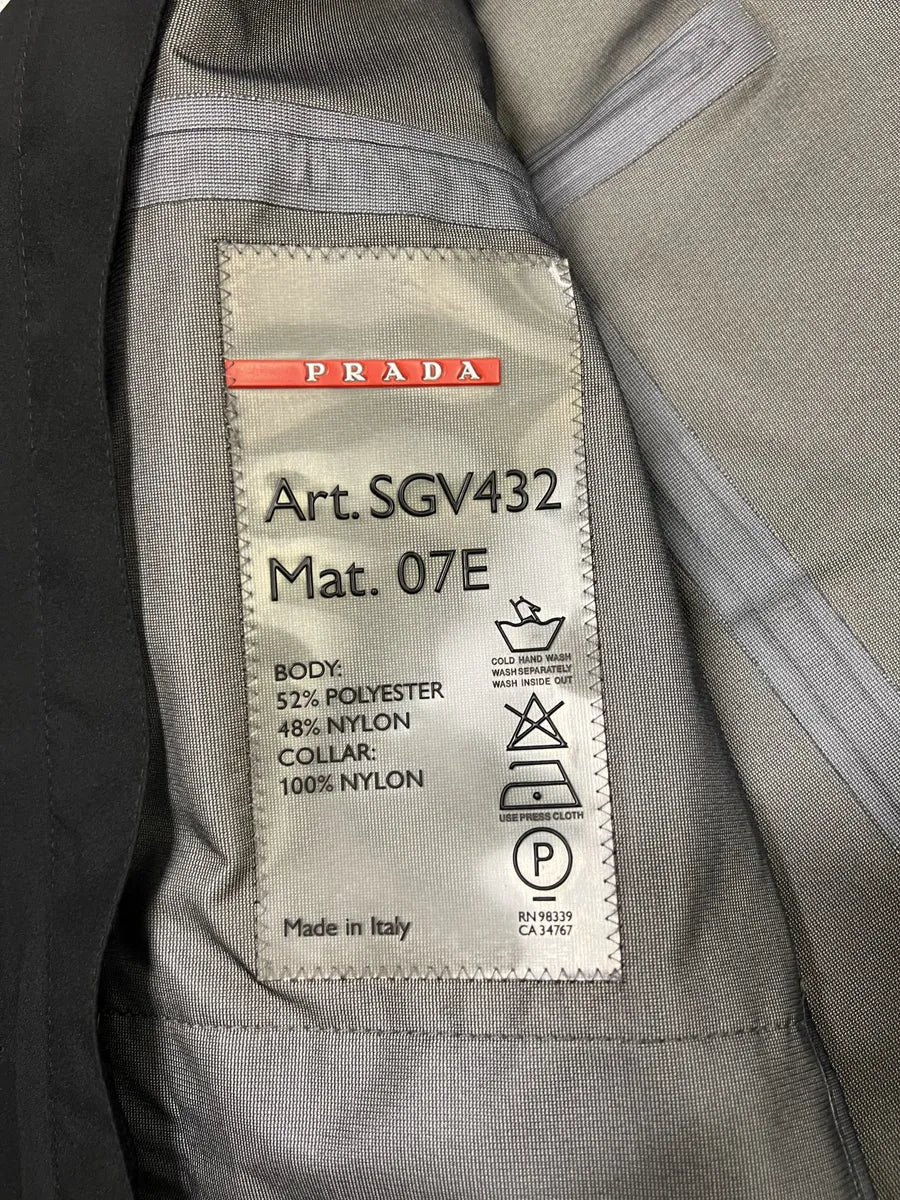 PRADA
Art. SGV432
Mat. 07E
COLD HAND WASH
WASH SEPARATELY
WASH INSIDE OUT
BODY:
52% POLYESTER
48% NYLON
COLLAR:
100% NYLON
USE PRESS CLOTH
P
Made in Italy
RN 98339
CA 34767